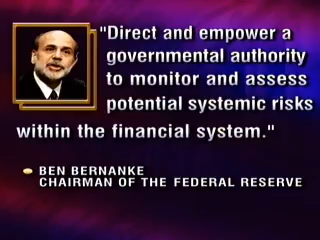 "Direct and empower a
governmental authority
to monitor and assess
potential systemic risks
within the financial system."
BEN BERNANKE
CHAIRMAN OF THE FEDERAL RESERVE